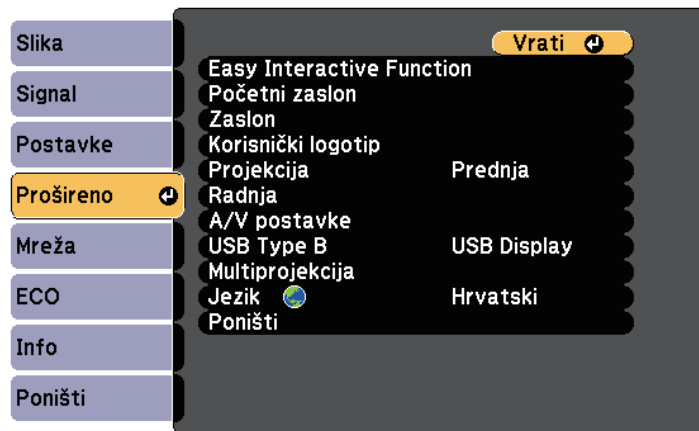 Slika
Signal
Postavke
Prošireno
Mreža
ECO
Info
Poništi
Vrati
Easy Interactive Function
Početni zaslon
Zaslon
Korisnički logotip
Projekcija Prednja
Radnja
A/V postavke
USB Type B USB Display
Multiprojekcija
Jezik Hrvatski
Poništi